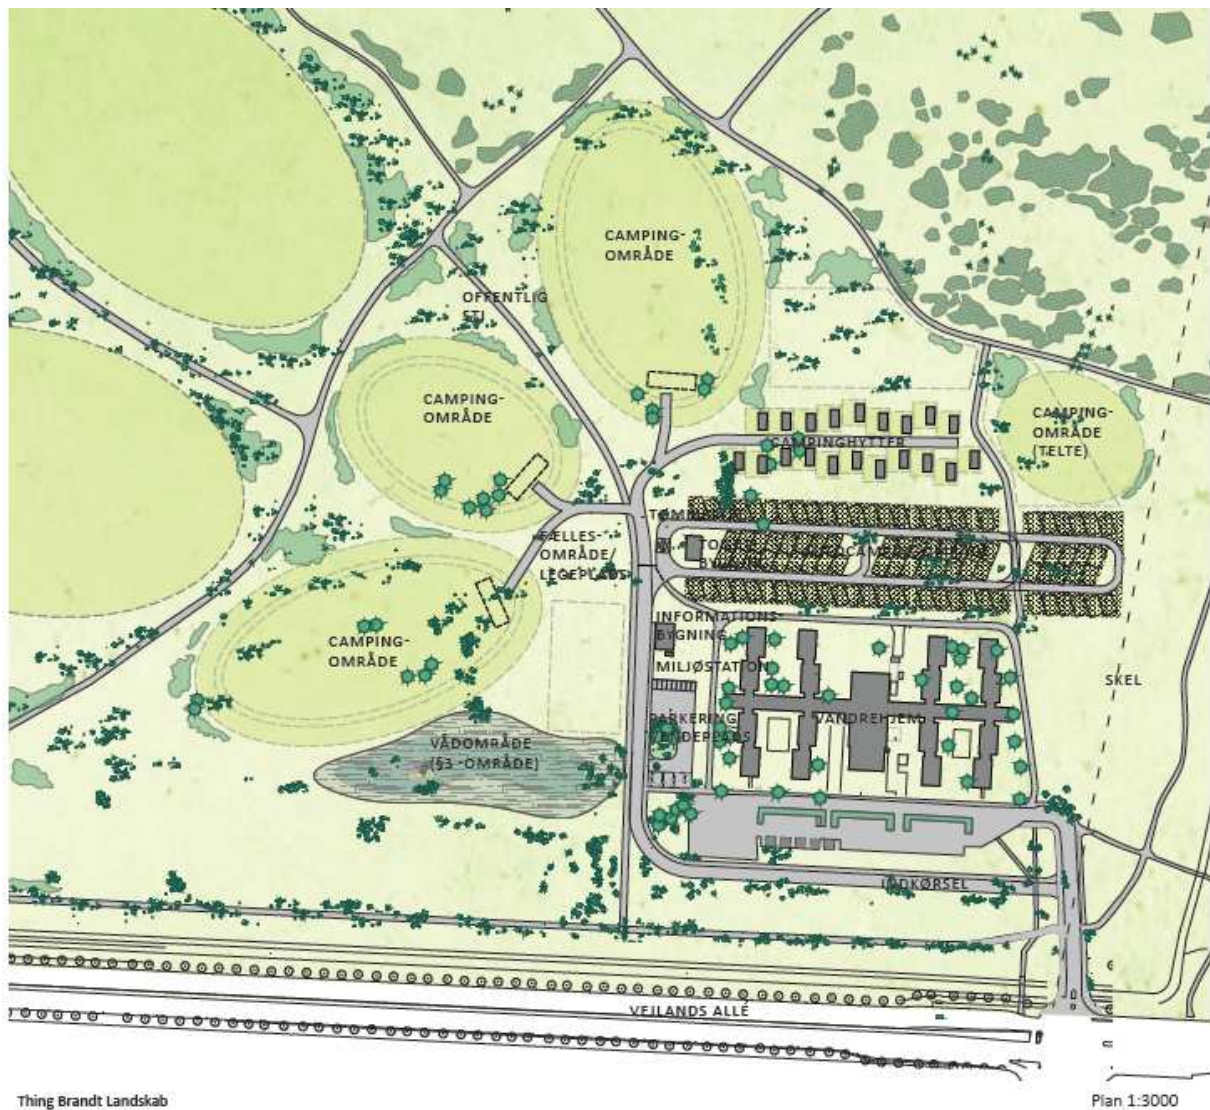 CAMPING-
OMRÅDE
OFFENTLIG
STI
CAMPING-
OMRÅDE
CAMPING-
OMRÅDE
(TELTE)
CAMPINGHYTTER
FÆLLES-
OMRÅDE/
LEGEPLADS
INFORMATIONS-
BYGNING
CAMPING-
OMRÅDE
MILJØSTATION
SKEL
PARKERING
VENDEPLADS
VANDREHJEM
VÅDOMRÅDE
(§3 -OMRÅDE)
INDKØRSEL
VEJLANDS ALLÉ
Thing Brandt Landskab
Plan 1:3000